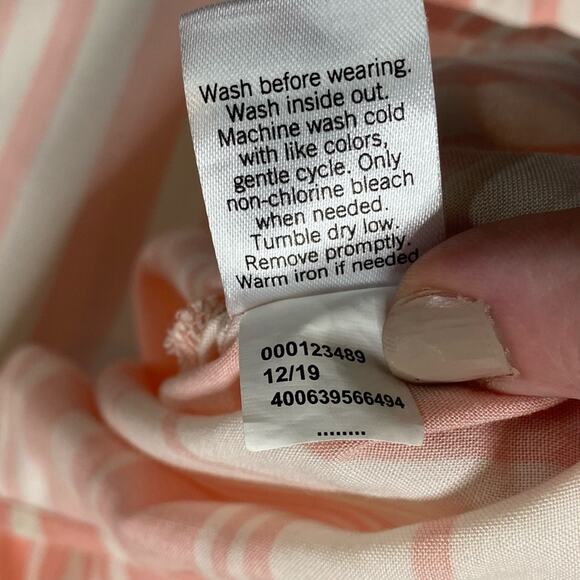 Wash before wearing.
Wash inside out.
Machine wash cold
with like colors,
gentle cycle. Only
non-chlorine bleach
when needed.
Tumble dry low.
Remove promptly.
Warm iron if needed
000123489
12/19
400639566494
........